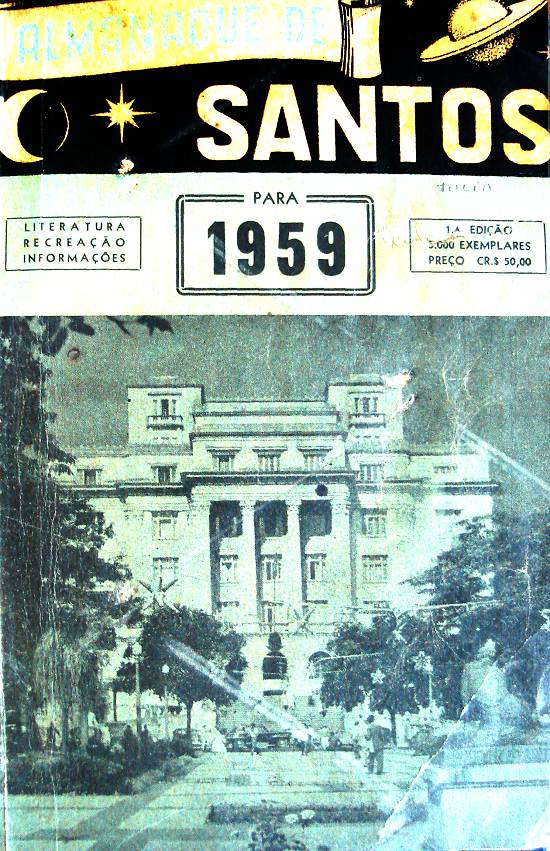 ALMANAQUE DE
SANTOS
PARA
1959
LITERATURA
RECREAÇÃO
INFORMAÇÕES
1.A EDIÇÃO
5.000 EXEMPLARES
PREÇO CR.$ 50,00